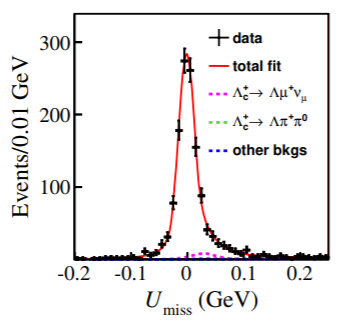 300
200
100
Events/0.01 GeV
data
total fit
Λc+→ Λμ+νμ
Λc+→ Λπ+π0
other bkgs
-0.2 -0.1 0 0.1 0.2
Umiss (GeV)